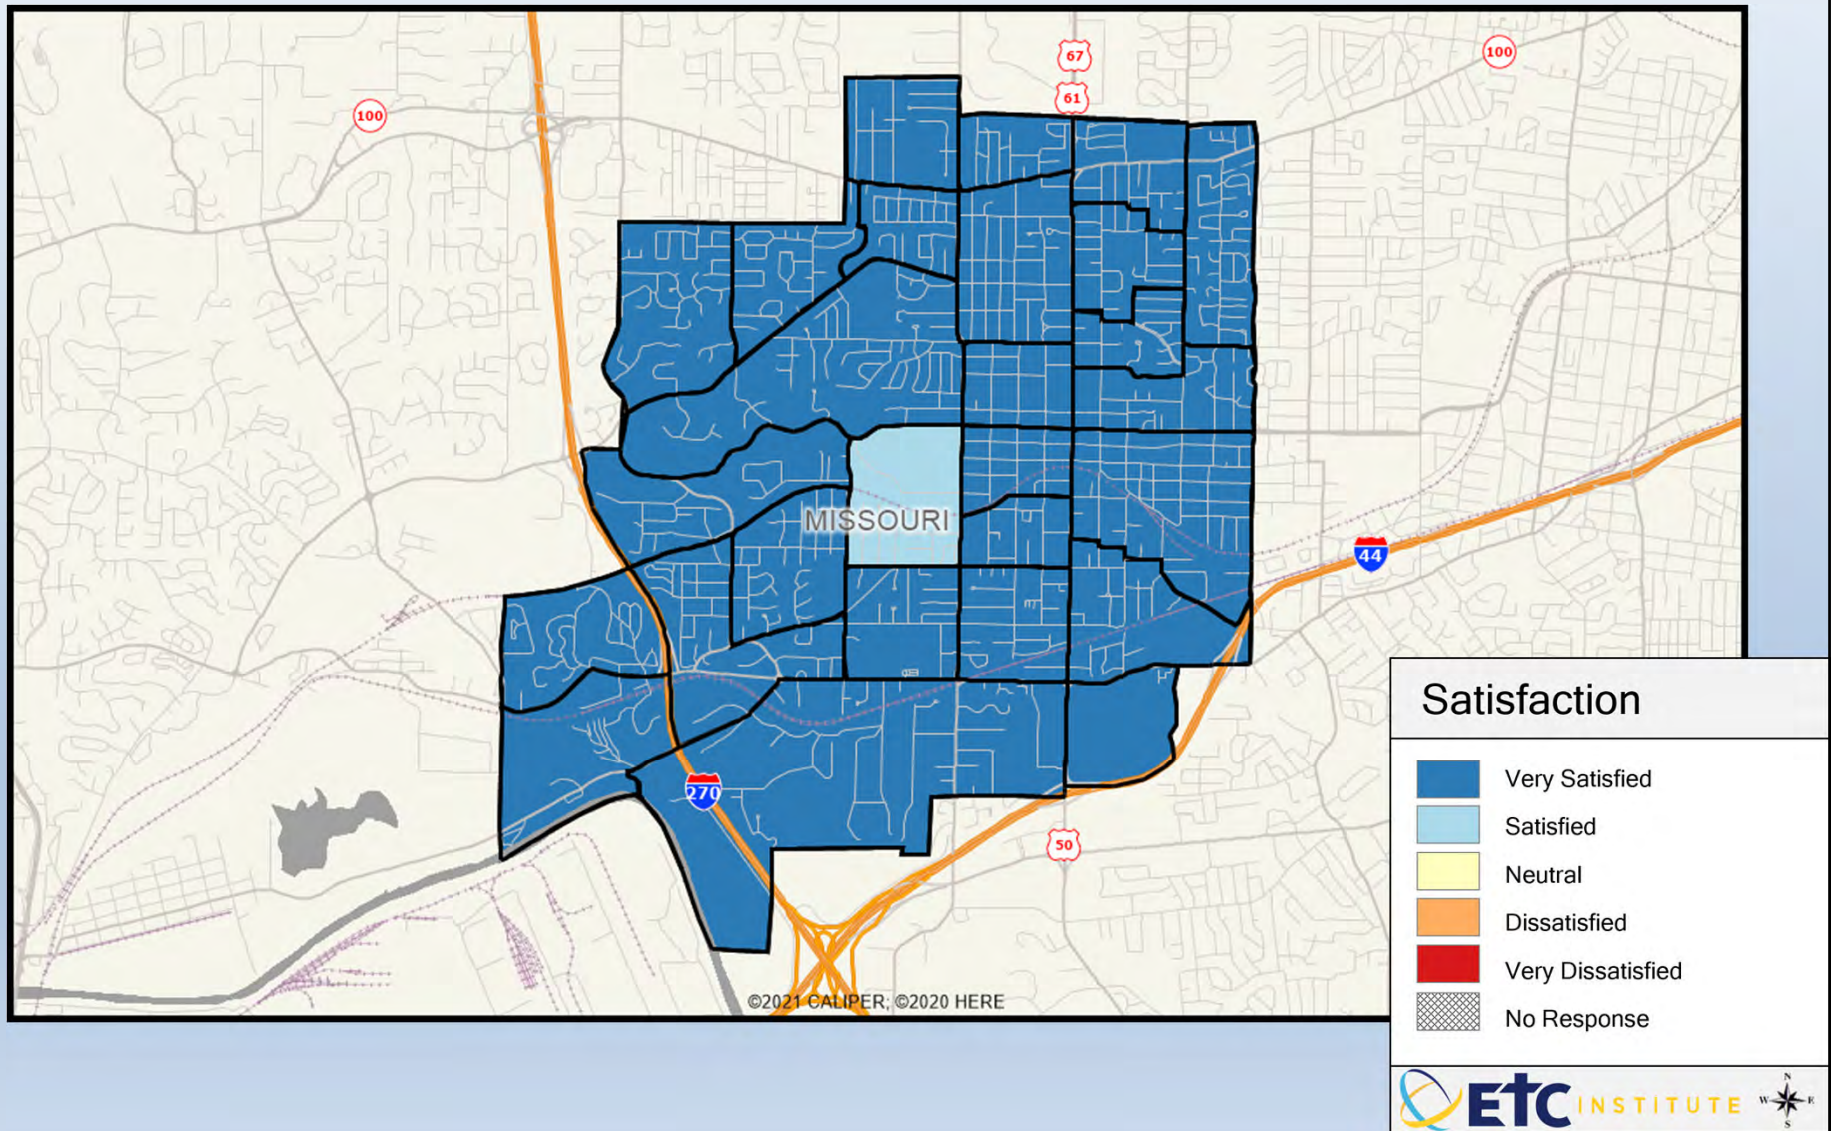 67
100
61
100
MISSOURI
44
270
50
©2021 CALIPER; ©2020 HERE
Satisfaction
Very Satisfied
Satisfied
Neutral
Dissatisfied
Very Dissatisfied
No Response
ETC INSTITUTE
N
W E
S